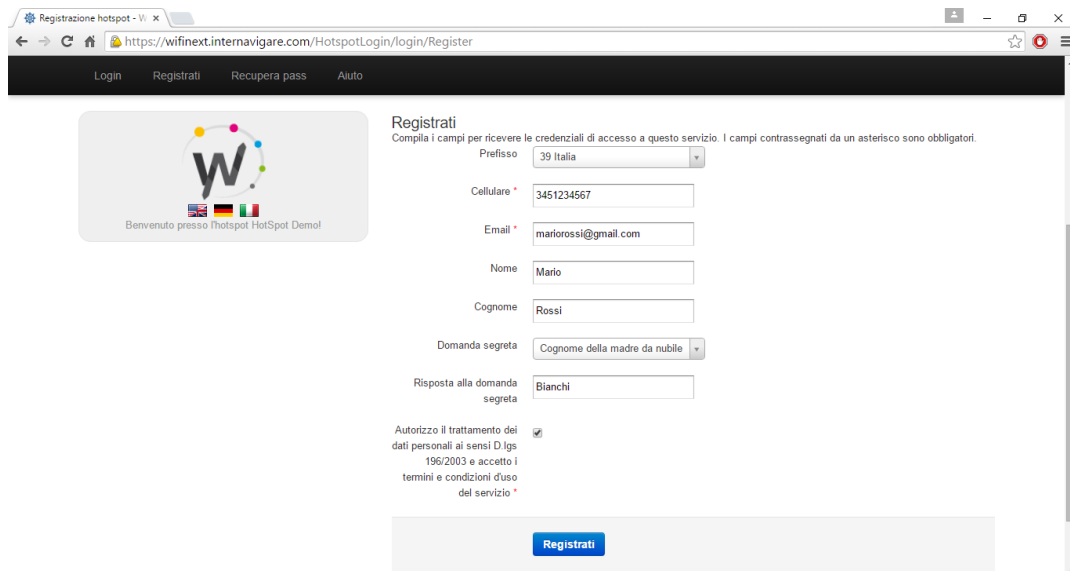 Registrazione hotspot - W
https://wifinext.internavigare.com/HotspotLogin/login/Register
Login Registrati Recupera pass Aiuto
W
Benvenuto presso l'hotspot HotSpot Demo!
Registrati
Compila i campi per ricevere le credenziali di accesso a questo servizio. I campi contrassegnati da un asterisco sono obbligatori.
Prefisso 39 Italia
Cellulare * 3451234567
Email * mariorossi@gmail.com
Nome Mario
Cognome Rossi
Domanda segreta Cognome della madre da nubile
Risposta alla domanda Bianchi
segreta
Autorizzo il trattamento dei
dati personali ai sensi D.lgs
196/2003 e accetto i
termini e condizioni d'uso
del servizio *
Registrati